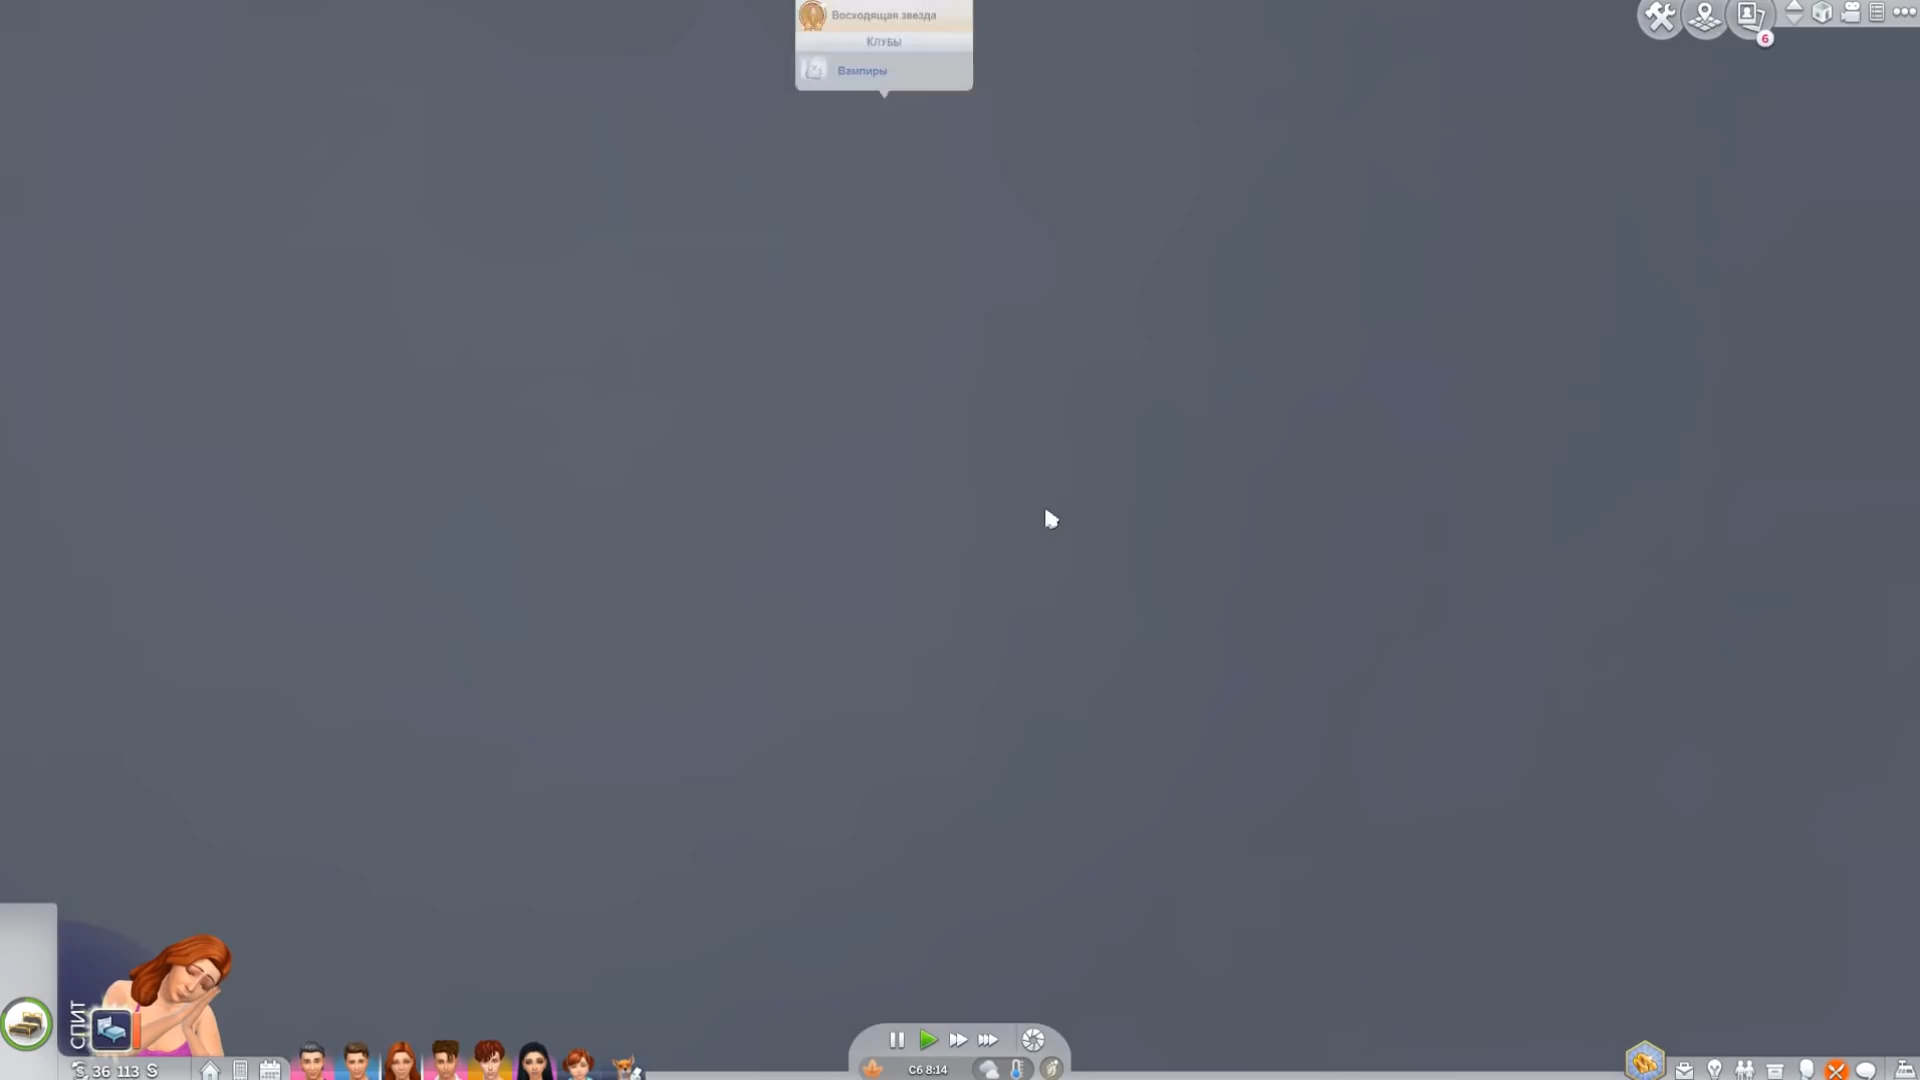 Восходящая звезда
Клубы
Вампиры
6
СПИТ
36 113
Сб 8:14